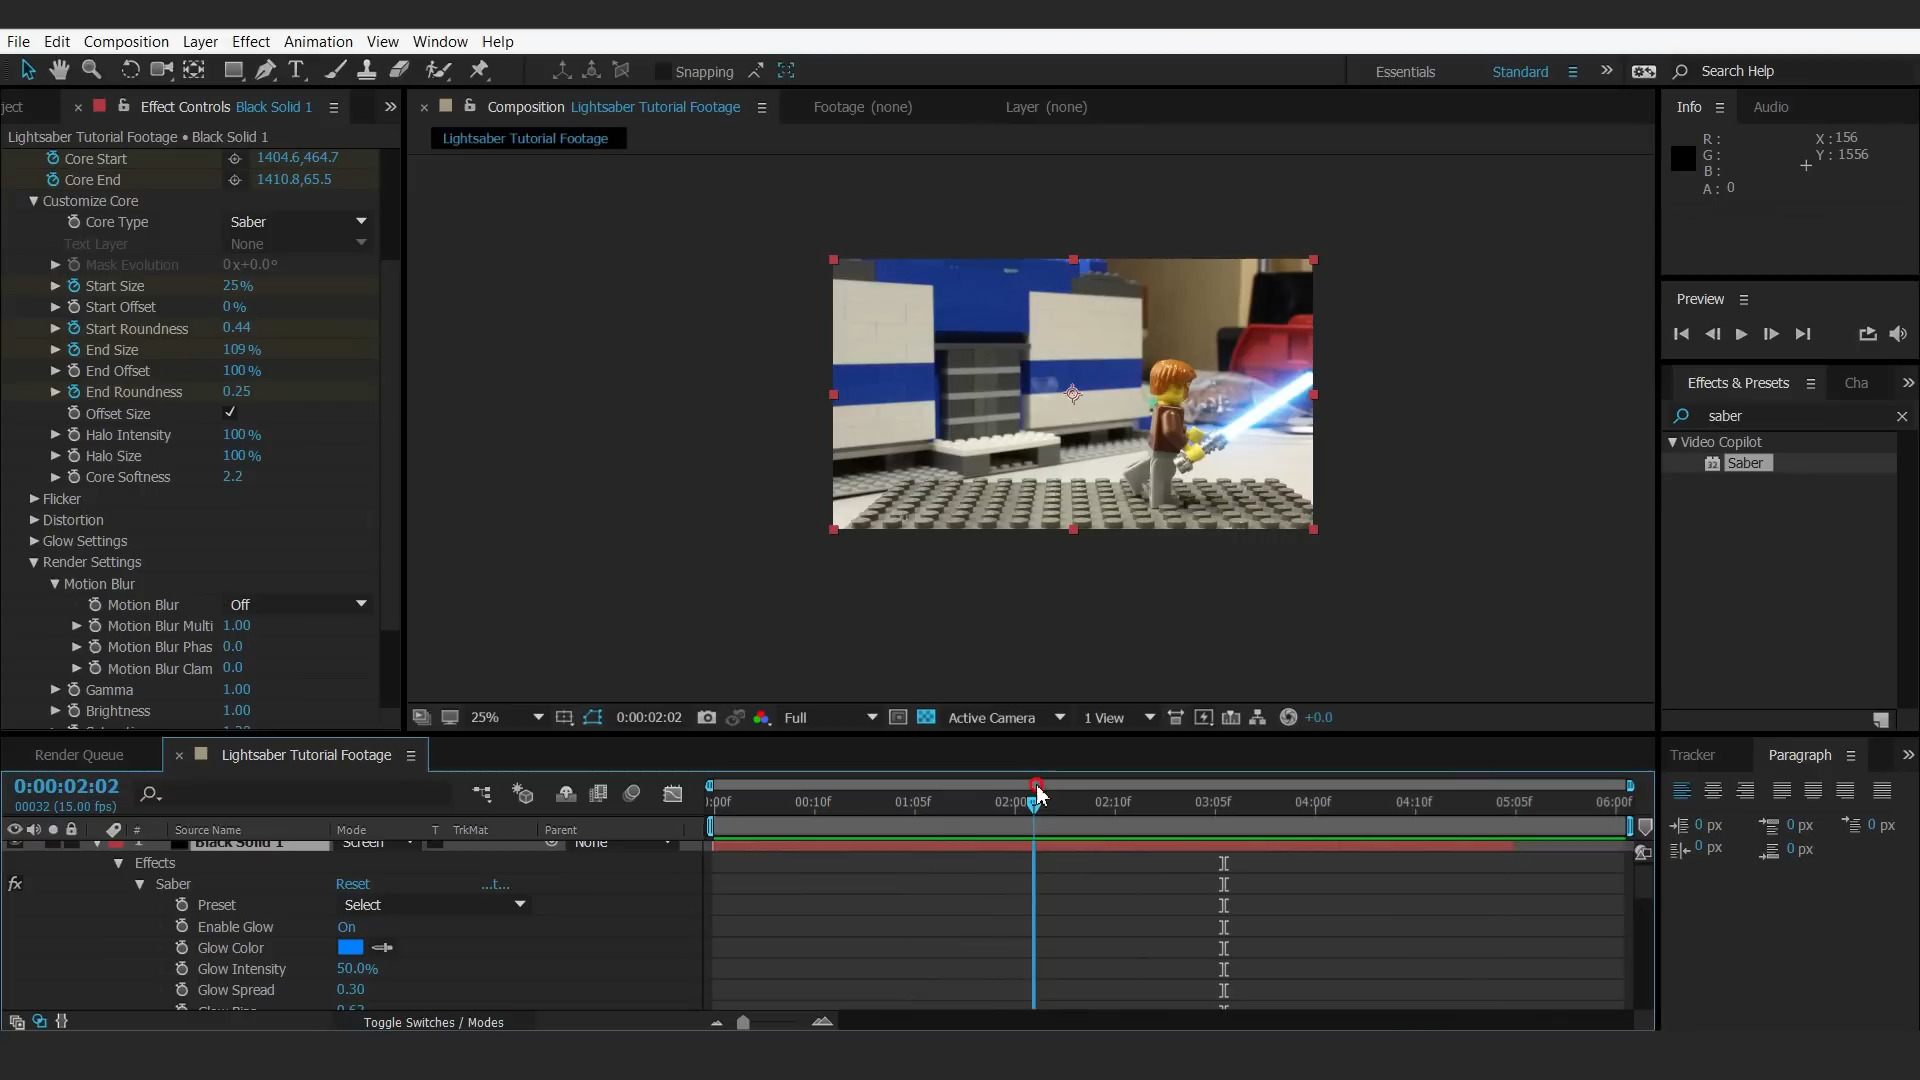 File Edit Composition Layer Effect Animation View Window Help
Snapping Essentials Standard Search Help
ject Effect Controls Black Solid 1 Composition Lightsaber Tutorial Footage Footage (none) Layer (none) Info Audio
Lightsaber Tutorial Footage • Black Solid 1
Lightsaber Tutorial Footage
Core Start 1404.6,464.7
Core End 1410.8,65.5
Customize Core
Core Type Saber
Text Layer None
Mask Evolution 0x+0.0°
Start Size 25%
Start Offset 0%
Start Roundness 0.44
End Size 109%
End Offset 100%
End Roundness 0.25
Offset Size
Halo Intensity 100%
Halo Size 100%
Core Softness 2.2
Flicker
Distortion
Glow Settings
Render Settings
Motion Blur
Motion Blur Off
Motion Blur Multi 1.00
Motion Blur Phas 0.0
Motion Blur Clam 0.0
Gamma 1.00
Brightness 1.00
R :
G :
B :
A : 0
X : 156
Y : 1556
Preview
Effects & Presets Cha
saber
Video Copilot
32 Saber
25% 0:00:02:02 Full Active Camera 1 View +0.0
Render Queue Lightsaber Tutorial Footage
Tracker Paragraph
0:00:02:02
00032 (15.00 fps)
):00f 00:10f 01:05f 02:00 02:10f 03:05f 04:00f 04:10f 05:05f 06:00f
# Source Name Mode T TrkMat Parent
1 Black Solid 1 Screen None
Effects
fx Saber Reset ...t...
Preset Select
Enable Glow On
Glow Color
Glow Intensity 50.0%
Glow Spread 0.30
Toggle Switches / Modes
0 px 0 px 0 px
0 px 0 px